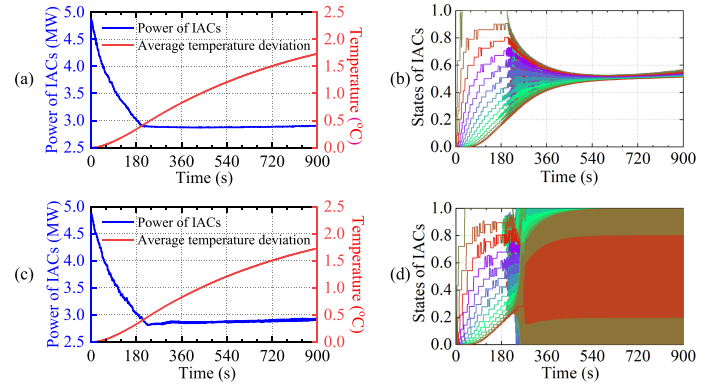 (a)
Power of IACs (MW)
5.0
4.5
4.0
3.5
3.0
2.5
Power of IACs
Average temperature deviation
2.5
2.0
1.5
1.0
0.5
0.0
Temperature (°C)
0 180 360 540 720 900
Time (s)
(b)
States of IACs
1.0
0.8
0.6
0.4
0.2
0.0
0 180 360 540 720 900
Time (s)
(c)
Power of IACs (MW)
5.0
4.5
4.0
3.5
3.0
2.5
Power of IACs
Average temperature deviation
2.5
2.0
1.5
1.0
0.5
0.0
Temperature (°C)
0 180 360 540 720 900
Time (s)
(d)
States of IACs
1.0
0.8
0.6
0.4
0.2
0.0
0 180 360 540 720 900
Time (s)